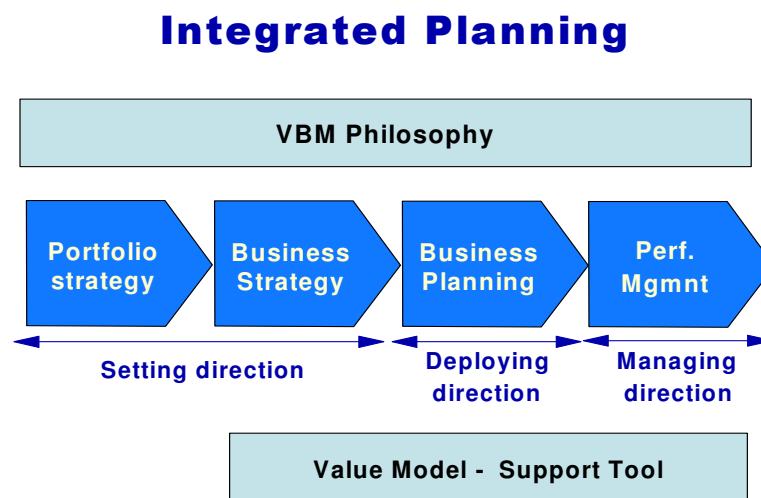 Integrated Planning
VBM Philosophy
Portfolio
strategy
Business
Strategy
Business
Planning
Perf.
Mgmnt
Setting direction
Deploying
direction
Managing
direction
Value Model - Support Tool